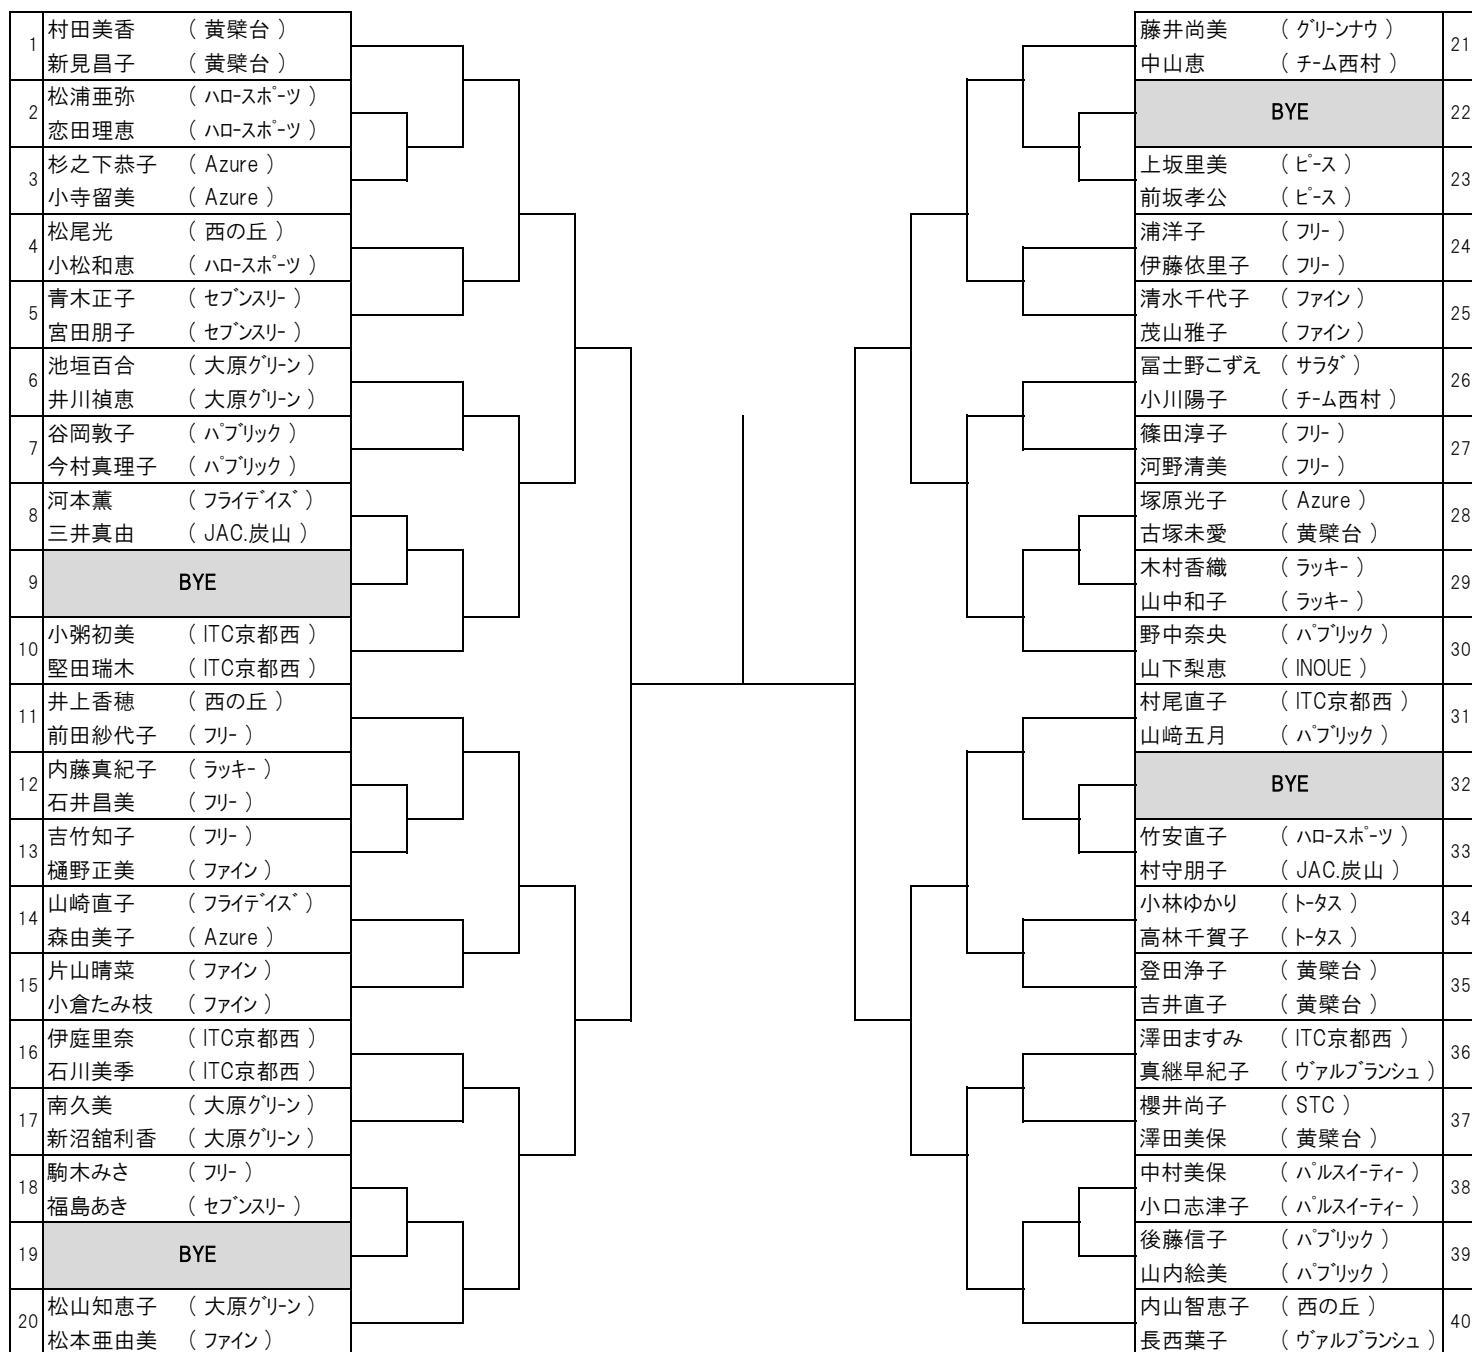 1
村田美香 ( 黄檗台 )
新見昌子 ( 黄檗台 )
2
松浦亜弥 ( ﾊﾛｰｽﾎﾟｰﾂ )
恋田理恵 ( ﾊﾛｰｽﾎﾟｰﾂ )
3
杉之下恭子 ( Azure )
小寺留美 ( Azure )
4
松尾光 ( 西の丘 )
小松和恵 ( ﾊﾛｰｽﾎﾟｰﾂ )
5
青木正子 ( ｾﾌﾞﾝｽﾘｰ )
宮田朋子 ( ｾﾌﾞﾝｽﾘｰ )
6
池垣百合 ( 大原ｸﾞﾘｰﾝ )
井川禎恵 ( 大原ｸﾞﾘｰﾝ )
7
谷岡敦子 ( ﾊﾟﾌﾞﾘｯｸ )
今村真理子 ( ﾊﾟﾌﾞﾘｯｸ )
8
河本薫 ( ﾌﾗｲﾃﾞｲｽﾞ )
三井真由 ( JAC.炭山 )
9
BYE
10
小粥初美 ( ITC京都西 )
堅田瑞木 ( ITC京都西 )
11
井上香穂 ( 西の丘 )
前田紗代子 ( ﾌﾘｰ )
12
内藤真紀子 ( ﾗｯｷｰ )
石井昌美 ( ﾌﾘｰ )
13
吉竹知子 ( ﾌﾘｰ )
樋野正美 ( ﾌｧｲﾝ )
14
山崎直子 ( ﾌﾗｲﾃﾞｲｽﾞ )
森由美子 ( Azure )
15
片山晴菜 ( ﾌｧｲﾝ )
小倉たみ枝 ( ﾌｧｲﾝ )
16
伊庭里奈 ( ITC京都西 )
石川美季 ( ITC京都西 )
17
南久美 ( 大原ｸﾞﾘｰﾝ )
新沼舘利香 ( 大原ｸﾞﾘｰﾝ )
18
駒木みさ ( ﾌﾘｰ )
福島あき ( ｾﾌﾞﾝｽﾘｰ )
19
BYE
20
松山知恵子 ( 大原ｸﾞﾘｰﾝ )
松本亜由美 ( ﾌｧｲﾝ )
藤井尚美 ( ｸﾞﾘｰﾝﾅｳ )
中山恵 ( ﾁｰﾑ西村 )
21
BYE
22
上坂里美 ( ﾋﾟｰｽ )
前坂孝公 ( ﾋﾟｰｽ )
23
浦洋子 ( ﾌﾘｰ )
伊藤依里子 ( ﾌﾘｰ )
24
清水千代子 ( ﾌｧｲﾝ )
茂山雅子 ( ﾌｧｲﾝ )
25
冨士野こずえ ( ｻﾗﾀﾞ )
小川陽子 ( ﾁｰﾑ西村 )
26
篠田淳子 ( ﾌﾘｰ )
河野清美 ( ﾌﾘｰ )
27
塚原光子 ( Azure )
古塚未愛 ( 黄檗台 )
28
木村香織 ( ﾗｯｷｰ )
山中和子 ( ﾗｯｷｰ )
29
野中奈央 ( ﾊﾟﾌﾞﾘｯｸ )
山下梨恵 ( INOUE )
30
村尾直子 ( ITC京都西 )
山﨑五月 ( ﾊﾟﾌﾞﾘｯｸ )
31
BYE
32
竹安直子 ( ﾊﾛｰｽﾎﾟｰﾂ )
村守朋子 ( JAC.炭山 )
33
小林ゆかり ( ﾄｰﾀｽ )
高林千賀子 ( ﾄｰﾀｽ )
34
登田浄子 ( 黄檗台 )
吉井直子 ( 黄檗台 )
35
澤田ますみ ( ITC京都西 )
真継早紀子 ( ｳﾞｧﾙﾌﾞﾗﾝｼｭ )
36
櫻井尚子 ( STC )
澤田美保 ( 黄檗台 )
37
中村美保 ( ﾊﾟﾙｽｲｰﾃｨｰ )
小口志津子 ( ﾊﾟﾙｽｲｰﾃｨｰ )
38
後藤信子 ( ﾊﾟﾌﾞﾘｯｸ )
山内絵美 ( ﾊﾟﾌﾞﾘｯｸ )
39
内山智恵子 ( 西の丘 )
長西葉子 ( ｳﾞｧﾙﾌﾞﾗﾝｼｭ )
40